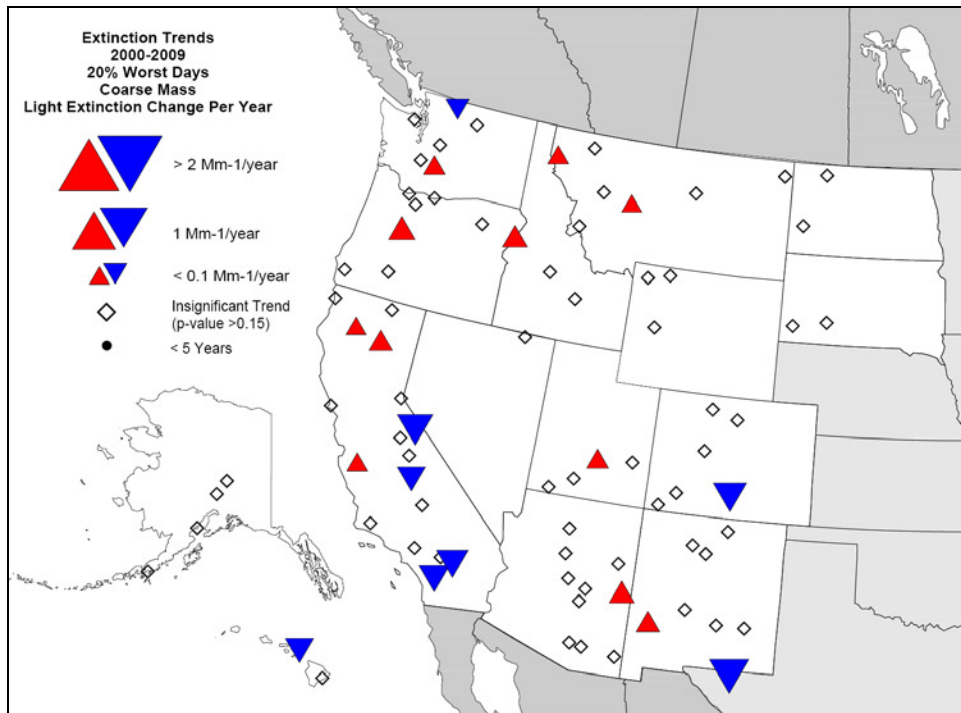 Extinction Trends
2000-2009
20% Worst Days
Coarse Mass
Light Extinction Change Per Year
> 2 Mm-1/year
1 Mm-1/year
< 0.1 Mm-1/year
Insignificant Trend
(p-value >0.15)
< 5 Years